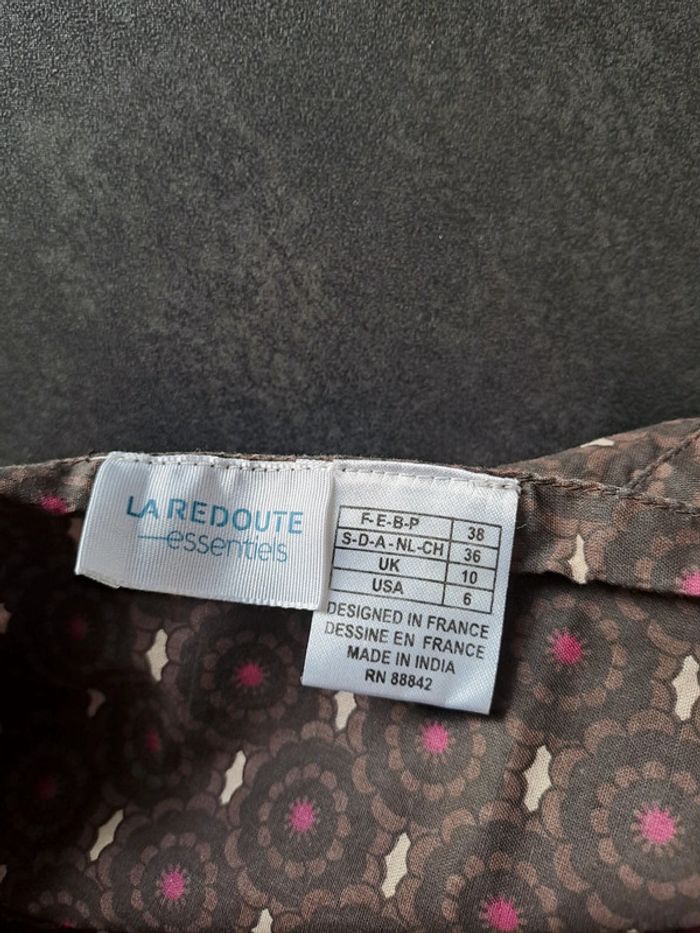 LA REDOUTE
essentiels
F-E-B-P 38
S-D-A-NL-CH 36
UK 10
USA 6
DESIGNED IN FRANCE
DESSINE EN FRANCE
MADE IN INDIA
RN 88842